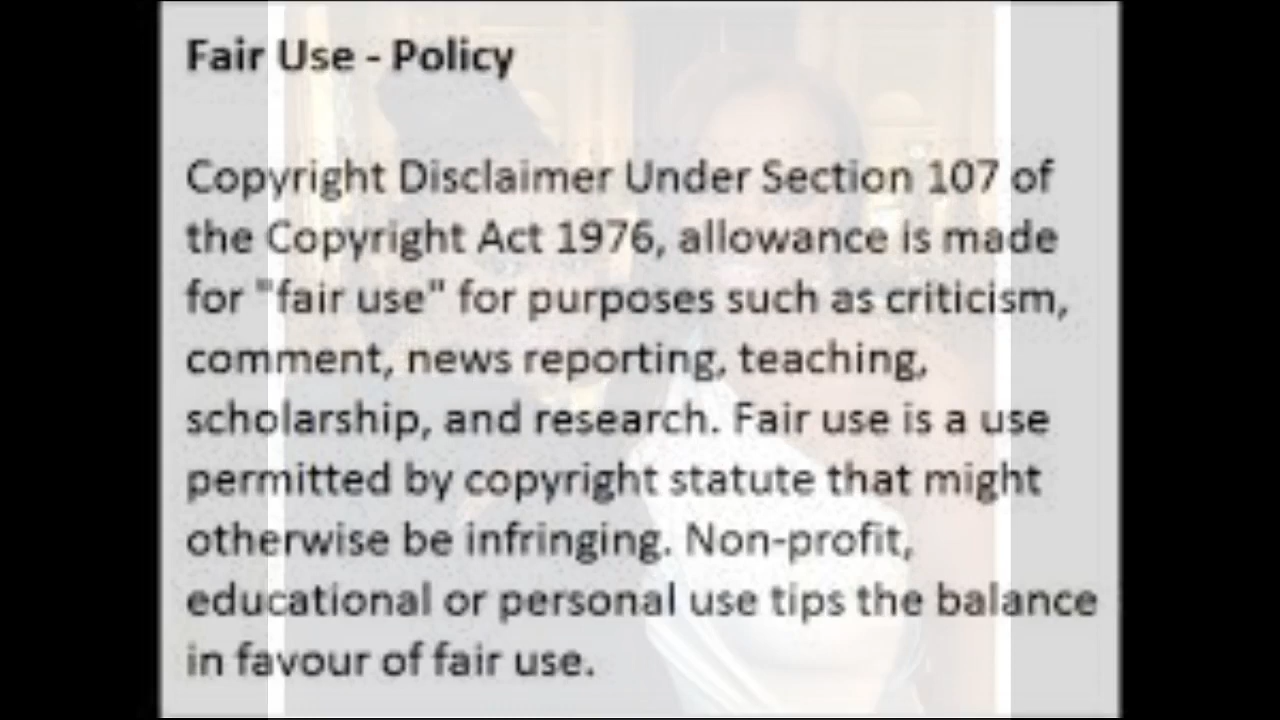 Fair Use - Policy
Copyright Disclaimer Under Section 107 of
the Copyright Act 1976, allowance is made
for "fair use" for purposes such as criticism,
comment, news reporting, teaching,
scholarship, and research. Fair use is a use
permitted by copyright statute that might
otherwise be infringing. Non-profit,
educational or personal use tips the balance
in favour of fair use.